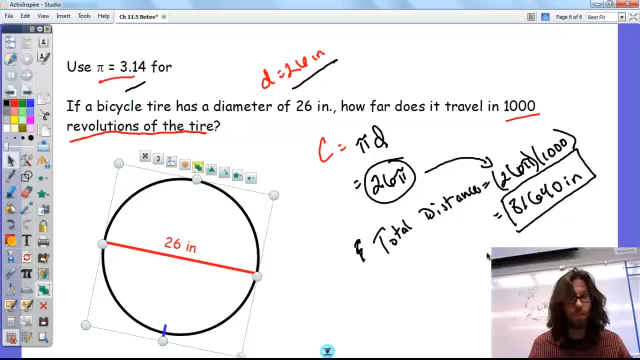 ActivInspire - Studio
File Edit View Insert Tools Help
Ch 11.5 Notes*
Page 6 of 6
Best Fit
Use π = 3.14 for
d = 26 in
If a bicycle tire has a diameter of 26 in., how far does it travel in 1000
revolutions of the tire?
C = πd
= 26π
Total Distance = (26π)(1000)
= 81640 in
26 in